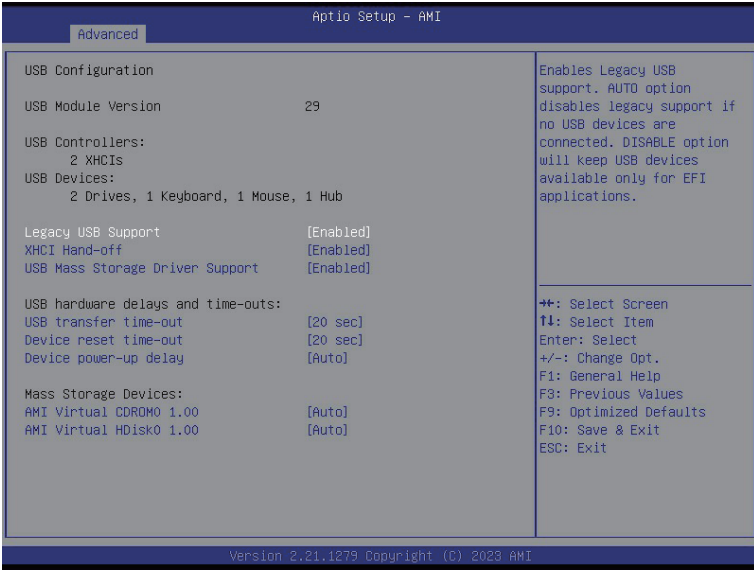 Aptio Setup – AMI
Advanced
USB Configuration
USB Module Version 29
USB Controllers:
2 XHCIs
USB Devices:
2 Drives, 1 Keyboard, 1 Mouse, 1 Hub
Legacy USB Support [Enabled]
XHCI Hand-off [Enabled]
USB Mass Storage Driver Support [Enabled]
USB hardware delays and time-outs:
USB transfer time-out [20 sec]
Device reset time-out [20 sec]
Device power-up delay [Auto]
Mass Storage Devices:
AMI Virtual CDROM0 1.00 [Auto]
AMI Virtual HDisk0 1.00 [Auto]
Enables Legacy USB
support. AUTO option
disables legacy support if
no USB devices are
connected. DISABLE option
will keep USB devices
available only for EFI
applications.
→←: Select Screen
↑↓: Select Item
Enter: Select
+/-: Change Opt.
F1: General Help
F3: Previous Values
F9: Optimized Defaults
F10: Save & Exit
ESC: Exit
Version 2.21.1279 Copyright (C) 2023 AMI